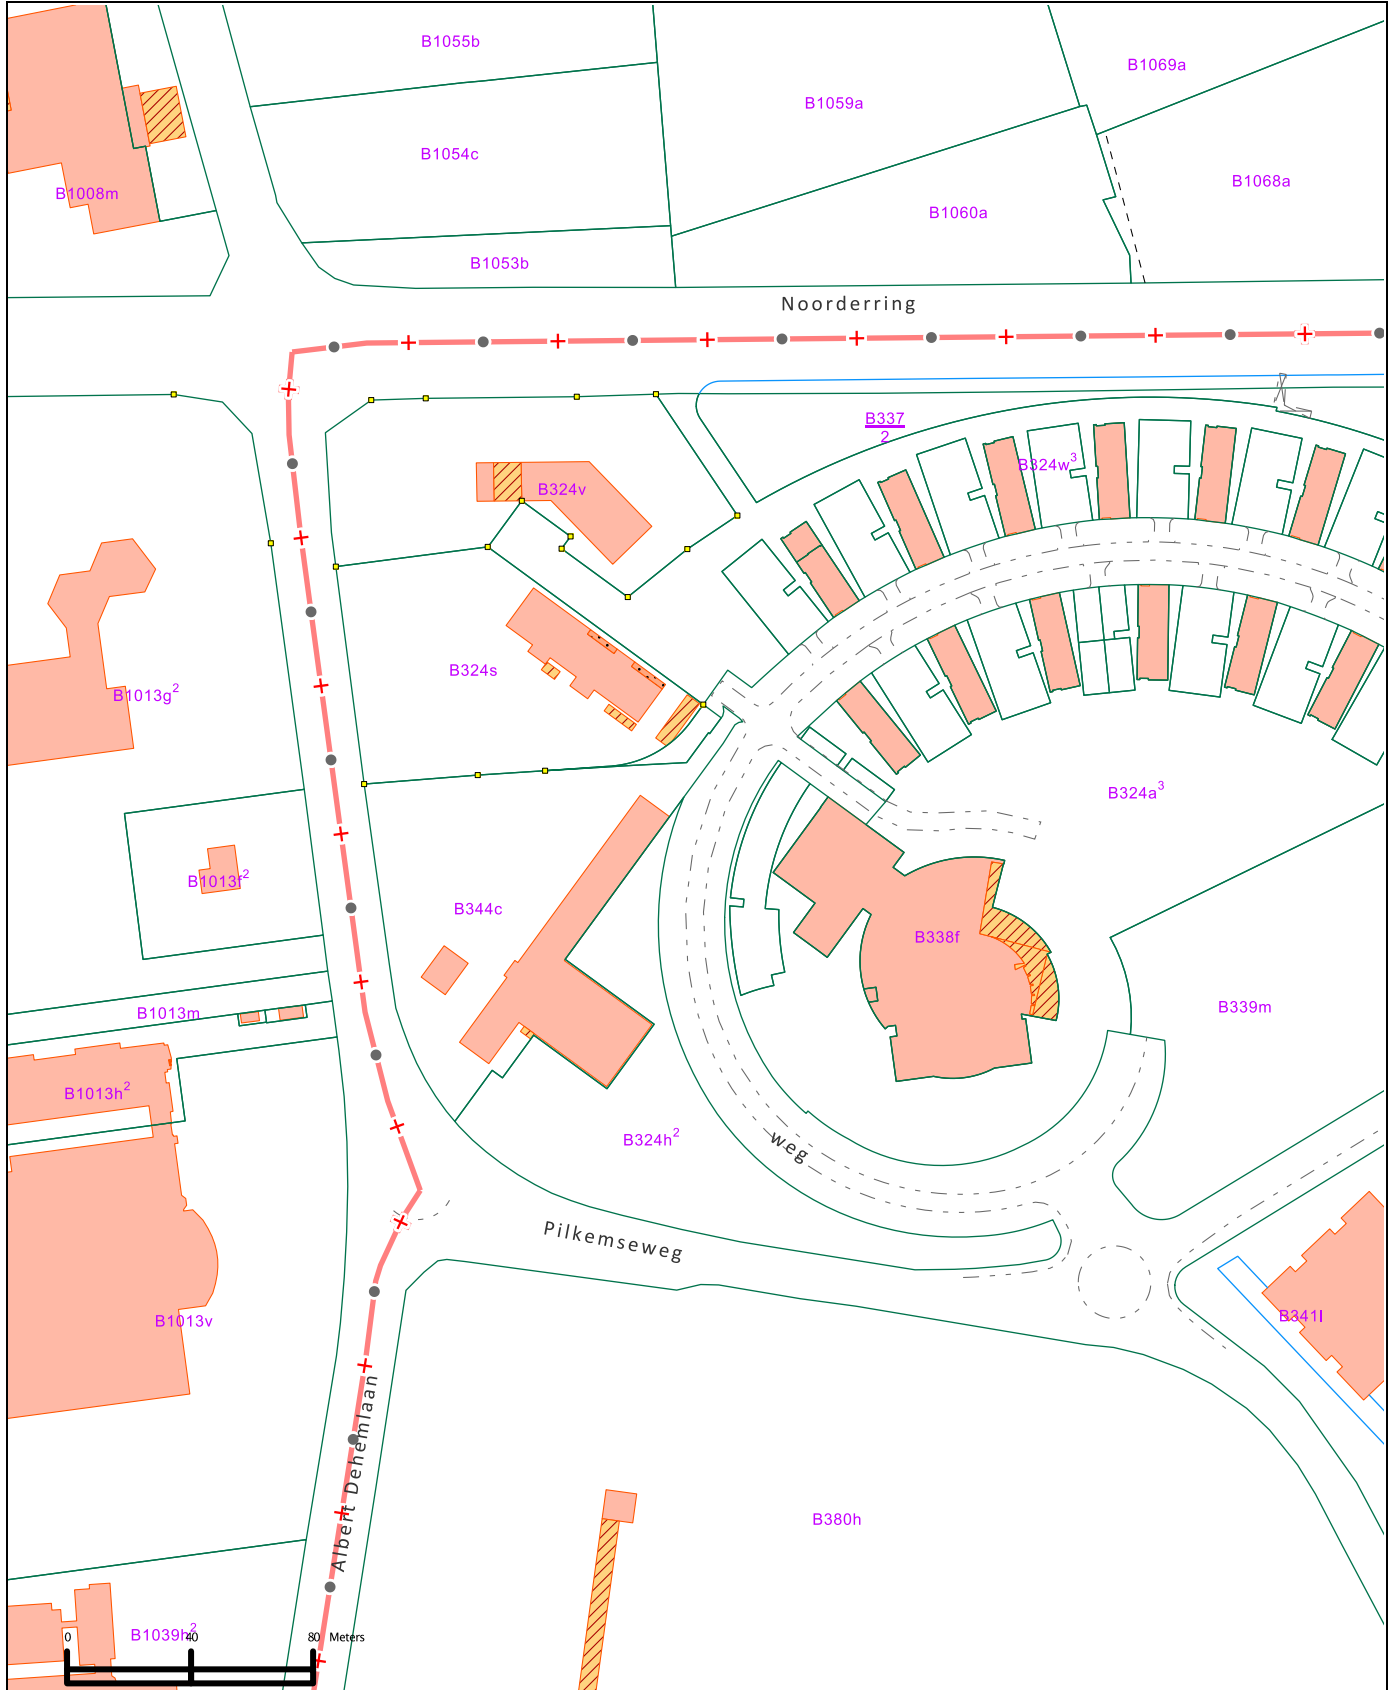 B1055b
B1069a
B1059a
B1054c
B1068a
B1008m
B1060a
B1053b
Noorderring
B337
2
B324w³
B324v
B324s
B1013g²
B324a³
B1013f²
B344c
B338f
B339m
B1013m
B1013h²
B324h²
weg
Pilkemseweg
B341l
B1013v
Albert Dehemlaan
B380h
B1039h²
0 40 80 Meters